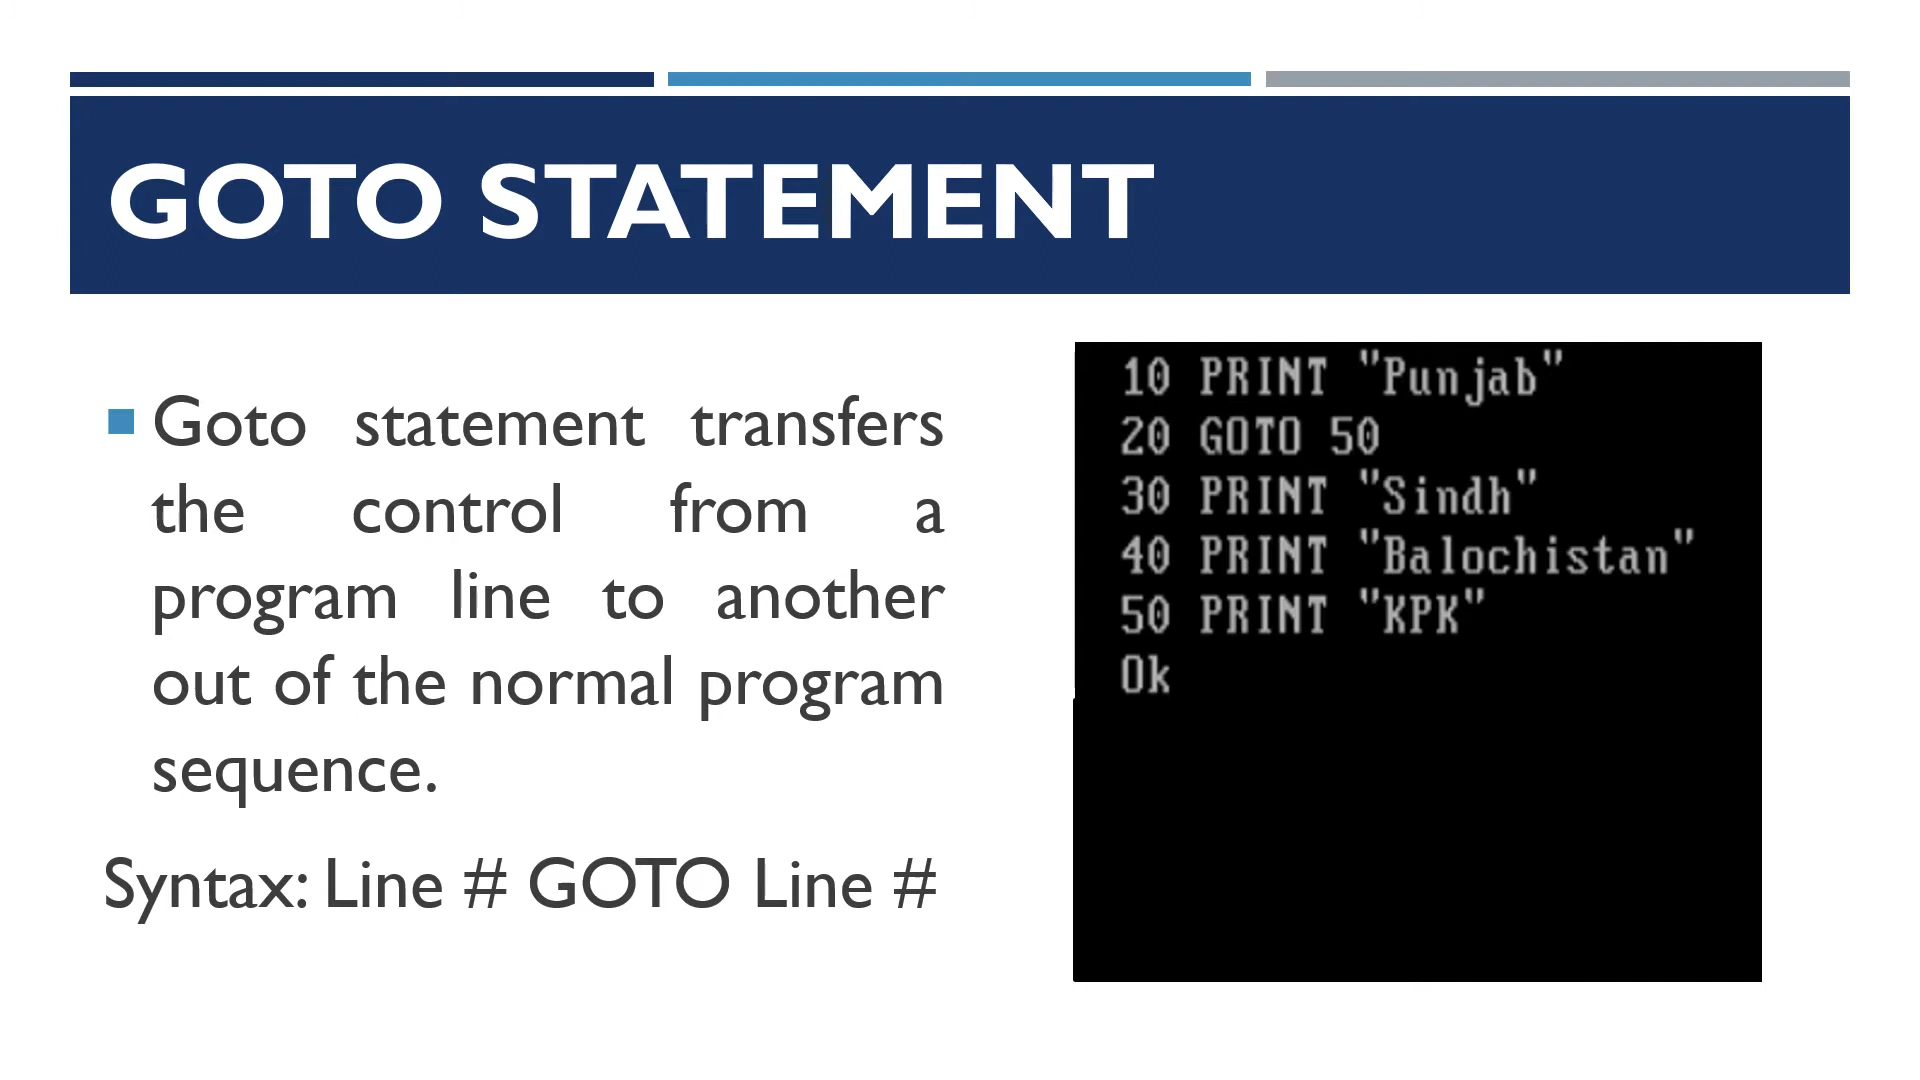 GOTO STATEMENT
Goto statement transfers
the control from a
program line to another
out of the normal program
sequence.
Syntax: Line # GOTO Line #
10 PRINT "Punjab"
20 GOTO 50
30 PRINT "Sindh"
40 PRINT "Balochistan"
50 PRINT "KPK"
Ok